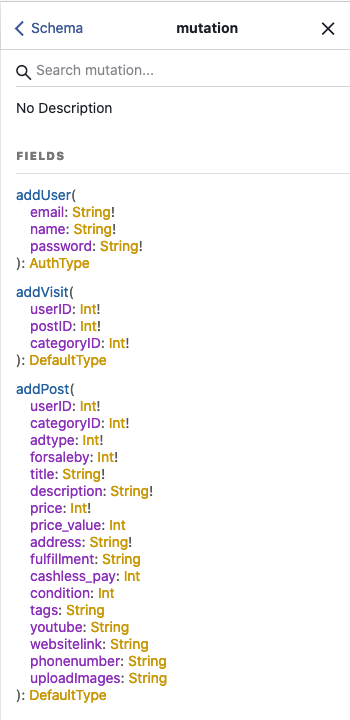 Schema
mutation
Search mutation...
No Description
FIELDS
addUser(
email: String!
name: String!
password: String!
): AuthType
addVisit(
userID: Int!
postID: Int!
categoryID: Int!
): DefaultType
addPost(
userID: Int!
categoryID: Int!
adtype: Int!
forsaleby: Int!
title: String!
description: String!
price: Int!
price_value: Int
address: String!
fulfillment: String
cashless_pay: Int
condition: Int
tags: String
youtube: String
websitelink: String
phonenumber: String
uploadImages: String
): DefaultType